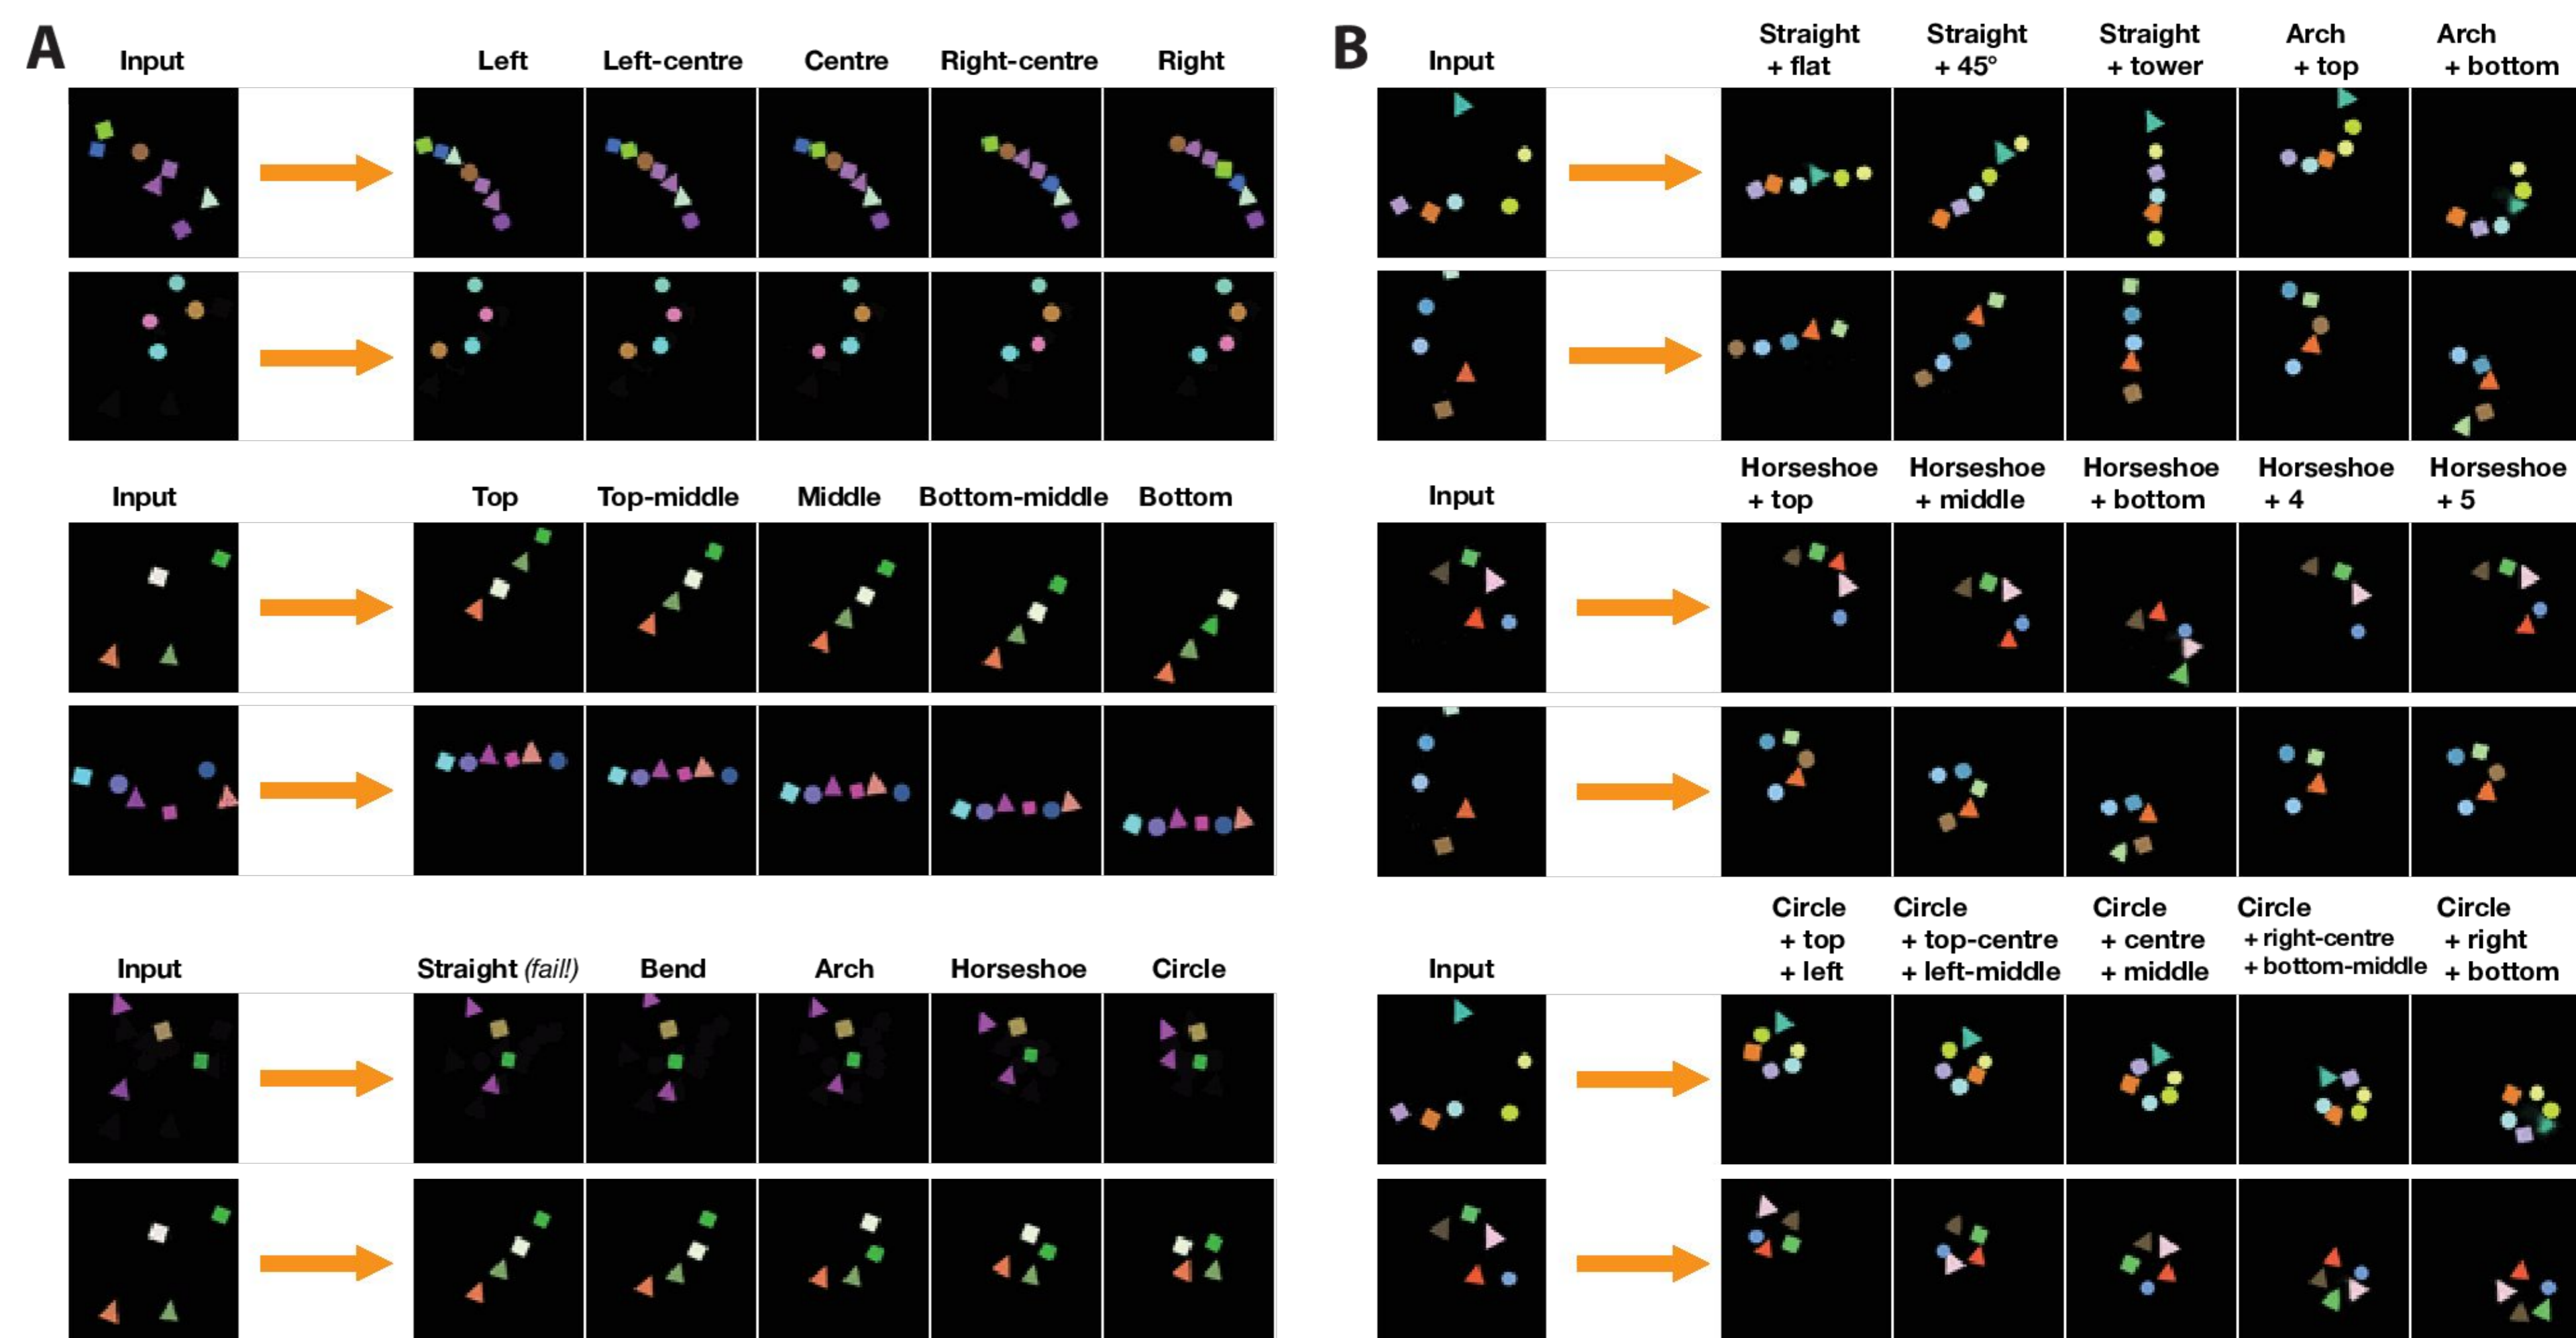 A
Input
Left
Left-centre
Centre
Right-centre
Right
Input
Top
Top-middle
Middle
Bottom-middle
Bottom
Input
Straight (fail!)
Bend
Arch
Horseshoe
Circle
B
Input
Straight
+ flat
Straight
+ 45°
Straight
+ tower
Arch
+ top
Arch
+ bottom
Input
Horseshoe
+ top
Horseshoe
+ middle
Horseshoe
+ bottom
Horseshoe
+ 4
Horseshoe
+ 5
Input
Circle
+ top
+ left
Circle
+ top-centre
+ left-middle
Circle
+ centre
+ middle
Circle
+ right-centre
+ bottom-middle
Circle
+ right
+ bottom